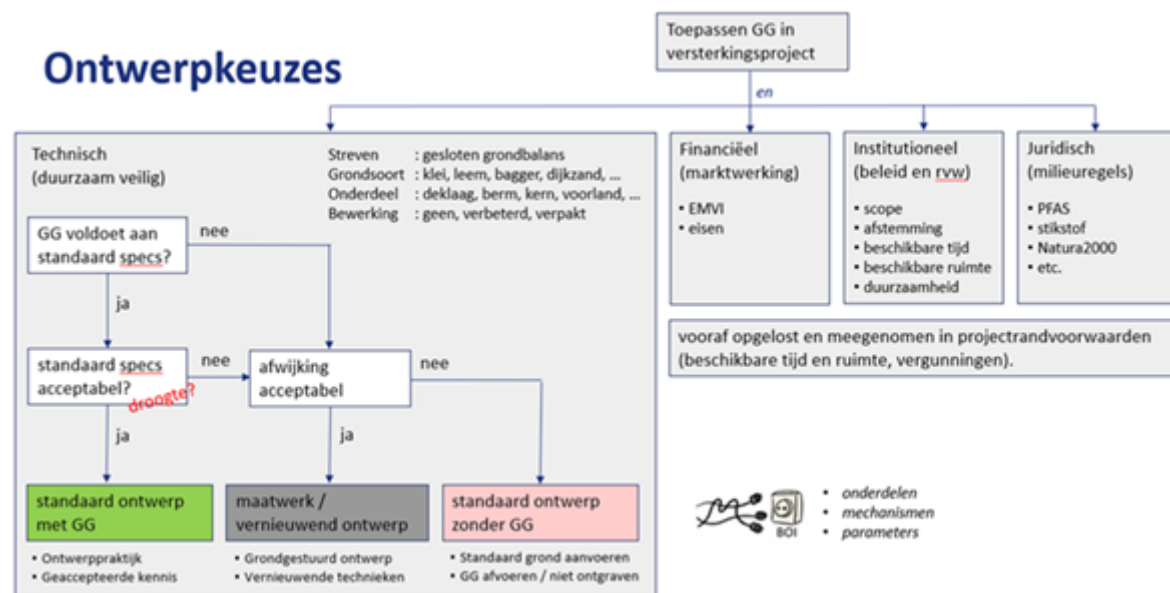 Ontwerpkeuzes
Toepassen GG in
versterkingsproject
en
Technisch
(duurzaam veilig)
Streven : gesloten grondbalans
Grondsoort : klei, leem, bagger, dijkzand, ...
Onderdeel : deklaag, berm, kern, voorland, ...
Bewerking : geen, verbeterd, verpakt
GG voldoet aan
standaard specs?
nee
ja
standaard specs
acceptabel?
droogte?
nee
afwijking
acceptabel
nee
ja
ja
standaard ontwerp
met GG
▪ Ontwerppraktijk
▪ Geaccepteerde kennis
maatwerk /
vernieuwend ontwerp
▪ Grondgestuurd ontwerp
▪ Vernieuwende technieken
standaard ontwerp
zonder GG
▪ Standaard grond aanvoeren
▪ GG afvoeren / niet ontgraven
Financiëel
(marktwerking)
▪ EMVI
▪ eisen
Institutioneel
(beleid en rvw)
▪ scope
▪ afstemming
▪ beschikbare tijd
▪ beschikbare ruimte
▪ duurzaamheid
Juridisch
(milieuregels)
▪ PFAS
▪ stikstof
▪ Natura2000
▪ etc.
vooraf opgelost en meegenomen in projectrandvoorwaarden
(beschikbare tijd en ruimte, vergunningen).
BOI
• onderdelen
• mechanismen
• parameters